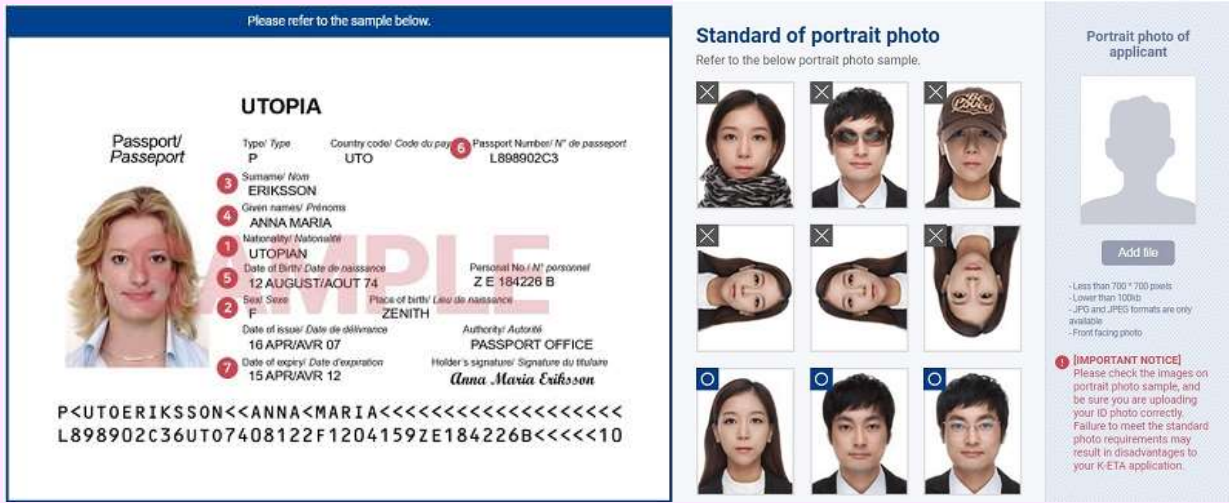 Please refer to the sample below.
UTOPIA
Passport/
Passeport
Type/ Type
Country code/ Code du pay
6 Passport Number/ N° de passeport
P
UTO
L898902C3
3 Surname/ Nom
ERIKSSON
4 Given names/ Prénoms
ANNA MARIA
1 Nationality/ Nationalité
UTOPIAN
5 Date of Birth/ Date de naissance
Personal No./ N° personnel
12 AUGUST/AOUT 74
Z E 184226 B
2 Sex/ Sexe
Place of birth/ Lieu de naissance
F
ZENITH
Date of issue/ Date de délivrance
Authority/ Autorité
16 APR/AVR 07
PASSPORT OFFICE
7 Date of expiry/ Date d'expiration
Holder's signature/ Signature du titulaire
15 APR/AVR 12
Anna Maria Eriksson
AMPLE
P<UTOERIKSSON<<ANNA<MARIA<<<<<<<<<<<<<<<<<<<
L898902C36UTO7408122F1204159ZE184226B<<<<<10
Standard of portrait photo
Refer to the below portrait photo sample.
Be
Loved
Portrait photo of
applicant
Add file
- Less than 700 * 700 pixels
- Lower than 100kb
- JPG and JPEG formats are only
available
- Front facing photo
! [IMPORTANT NOTICE]
Please check the images on
portrait photo sample, and
be sure you are uploading
your ID photo correctly.
Failure to meet the standard
photo requirements may
result in disadvantages to
your K-ETA application.